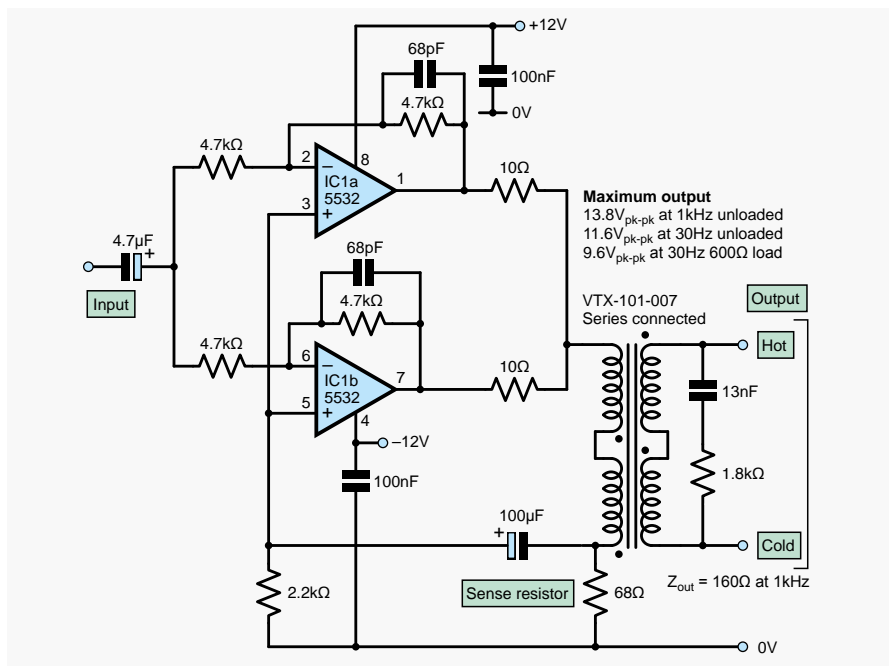 +12V
68pF
100nF
4.7kΩ
0V
4.7kΩ
2
–
8
IC1a
5532
1
3
+
10Ω
Maximum output
13.8Vpk-pk at 1kHz unloaded
11.6Vpk-pk at 30Hz unloaded
9.6Vpk-pk at 30Hz 600Ω load
4.7µF
+
68pF
Input
4.7kΩ
VTX-101-007
Series connected
Output
Hot
4.7kΩ
6
–
IC1b
5532
7
10Ω
5
+
4
13nF
–12V
100nF
1.8kΩ
100µF
+
Cold
Zout = 160Ω at 1kHz
2.2kΩ
Sense resistor
68Ω
0V